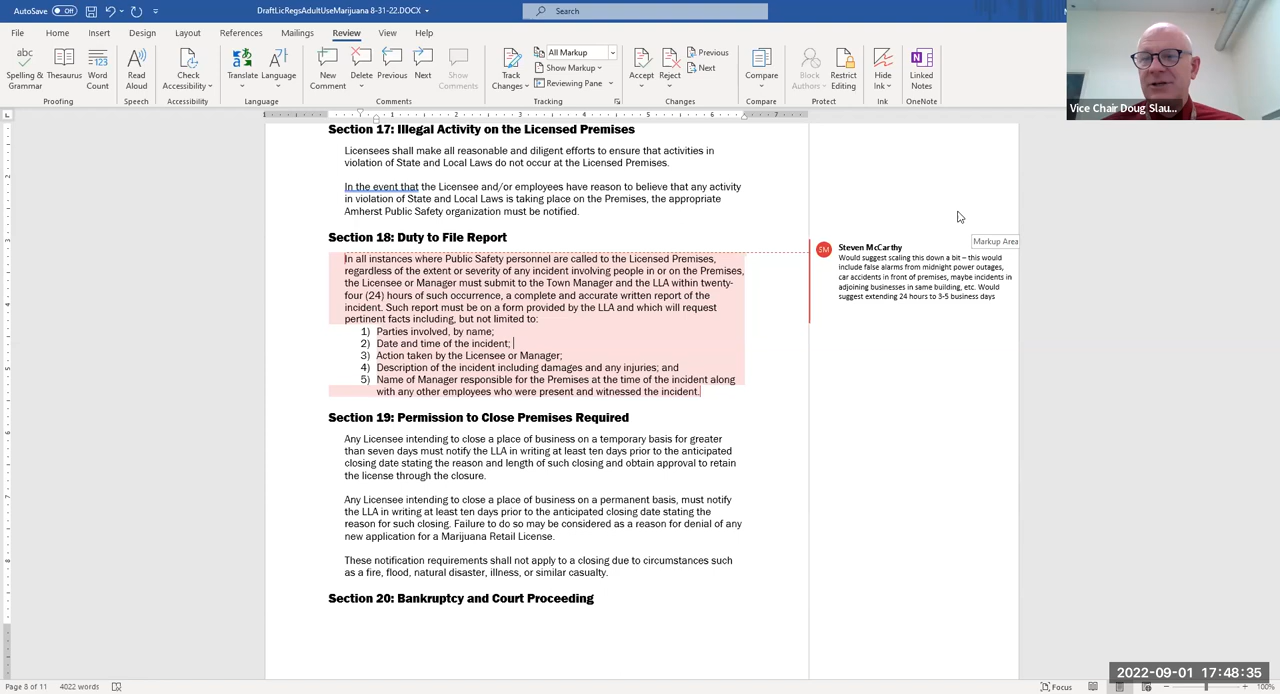 AutoSave Off DraftLicRegsAdultUseMarijuana 8-31-22.DOCX Search
File Home Insert Design Layout References Mailings Review View Help
Spelling & Grammar Thesaurus Word Count Read Aloud Check Accessibility Translate Language New Comment Delete Previous Next Show Comments Track Changes All Markup Show Markup Reviewing Pane Accept Reject Previous Next Compare Block Authors Restrict Editing Hide Ink Linked Notes
Proofing Speech Accessibility Language Comments Tracking Changes Compare Protect Ink OneNote
Vice Chair Doug Slau...
Section 17: Illegal Activity on the Licensed Premises
Licensees shall make all reasonable and diligent efforts to ensure that activities in
violation of State and Local Laws do not occur at the Licensed Premises.
In the event that the Licensee and/or employees have reason to believe that any activity
in violation of State and Local Laws is taking place on the Premises, the appropriate
Amherst Public Safety organization must be notified.
Section 18: Duty to File Report
In all instances where Public Safety personnel are called to the Licensed Premises,
regardless of the extent or severity of any incident involving people in or on the Premises,
the Licensee or Manager must submit to the Town Manager and the LLA within twenty-
four (24) hours of such occurrence, a complete and accurate written report of the
incident. Such report must be on a form provided by the LLA and which will request
pertinent facts including, but not limited to:
1) Parties involved, by name;
2) Date and time of the incident;
3) Action taken by the Licensee or Manager;
4) Description of the incident including damages and any injuries; and
5) Name of Manager responsible for the Premises at the time of the incident along
with any other employees who were present and witnessed the incident.
Markup Area
SM Steven McCarthy
Would suggest scaling this down a bit – this would
include false alarms from midnight power outages,
car accidents in front of premises, maybe incidents in
adjoining businesses in same building, etc. Would
suggest extending 24 hours to 3-5 business days
Section 19: Permission to Close Premises Required
Any Licensee intending to close a place of business on a temporary basis for greater
than seven days must notify the LLA in writing at least ten days prior to the anticipated
closing date stating the reason and length of such closing and obtain approval to retain
the license through the closure.
Any Licensee intending to close a place of business on a permanent basis, must notify
the LLA in writing at least ten days prior to the anticipated closing date stating the
reason for such closing. Failure to do so may be considered as a reason for denial of any
new application for a Marijuana Retail License.
These notification requirements shall not apply to a closing due to circumstances such
as a fire, flood, natural disaster, illness, or similar casualty.
Section 20: Bankruptcy and Court Proceeding
2022-09-01 17:48:35
Page 8 of 11 4022 words Focus 100%